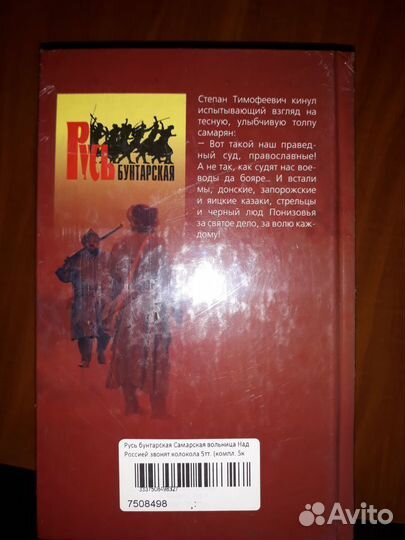 Степан Тимофеевич кинул
испытывающий взгляд на
тесную, улыбчивую толпу
самарян:
– Вот такой наш правед-
ный суд, православные!
А не так, как судят нас вое-
воды да бояре... И встали
мы, донские, запорожские
и яицкие казаки, стрельцы
и черный люд Понизовья
за святое дело, за волю каж-
дому!
Русь
БУНТАРСКАЯ
Русь бунтарская Самарская вольница Над
Россией звонят колокола 5тт. (компл. 5к
3337508498327
7508498
Avito